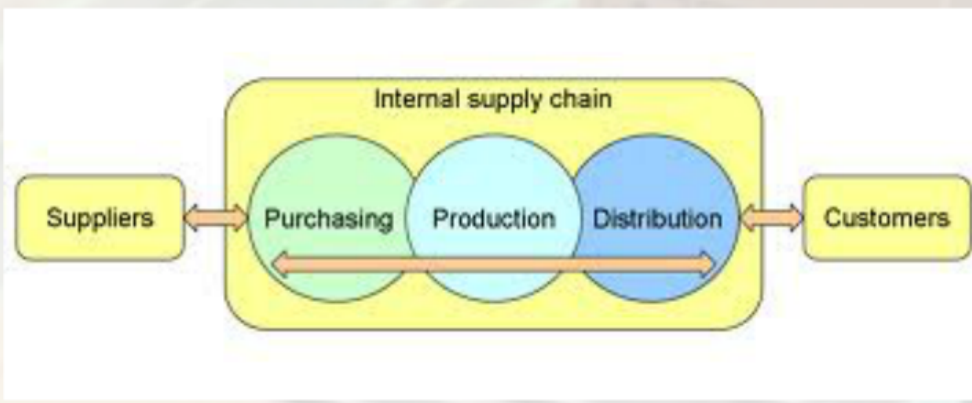 Internal supply chain
Suppliers
Purchasing
Production
Distribution
Customers